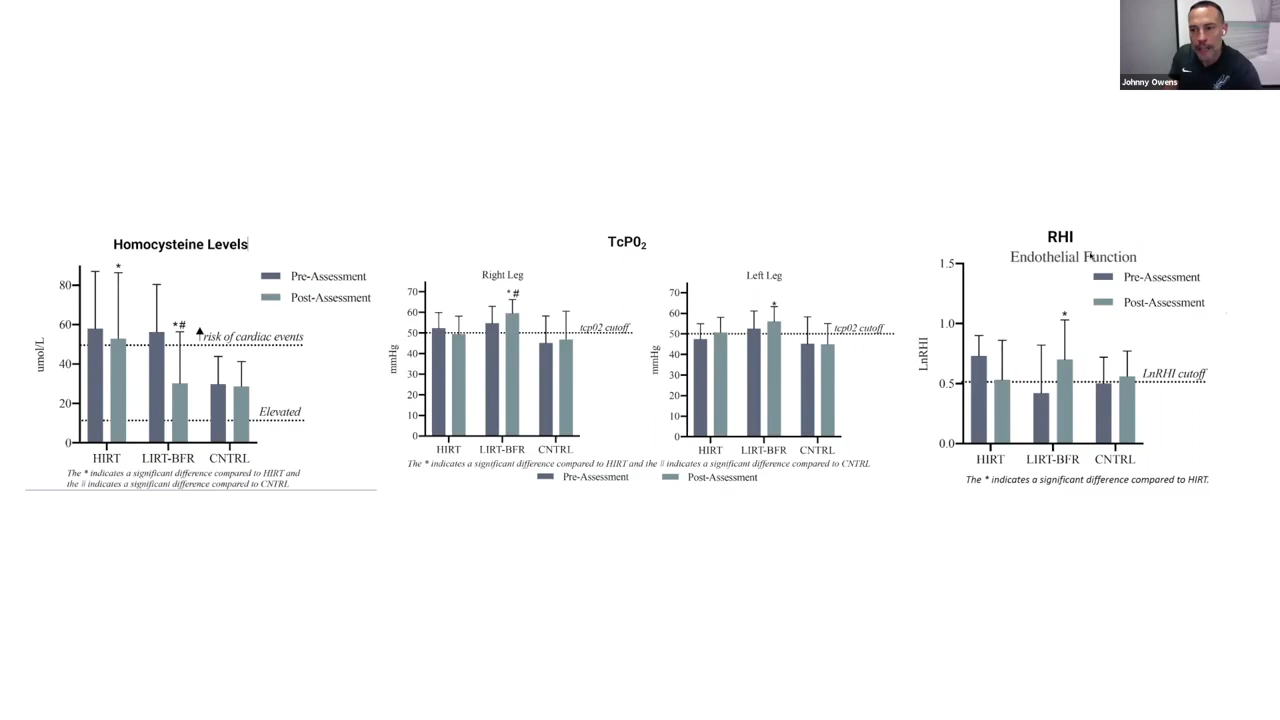 Johnny Owens
Homocysteine Levels
*
80
60
40
20
0
umol/L
*#
Pre-Assessment
Post-Assessment
risk of cardiac events
Elevated
HIRT LIRT-BFR CNTRL
The * indicates a significant difference compared to HIRT and
the # indicates a significant difference compared to CNTRL
TcP0₂
Right Leg
70
60
50
40
30
20
10
0
mmHg
*#
tcp02 cutoff
HIRT LIRT-BFR CNTRL
Left Leg
70
60
50
40
30
20
10
0
mmHg
*
tcp02 cutoff
HIRT LIRT-BFR CNTRL
The * indicates a significant difference compared to HIRT and the # indicates a significant difference compared to CNTRL
Pre-Assessment Post-Assessment
RHI
Endothelial Function
1.5
1.0
0.5
0.0
LnRHI
Pre-Assessment
Post-Assessment
*
LnRHI cutoff
HIRT LIRT-BFR CNTRL
The * indicates a significant difference compared to HIRT.